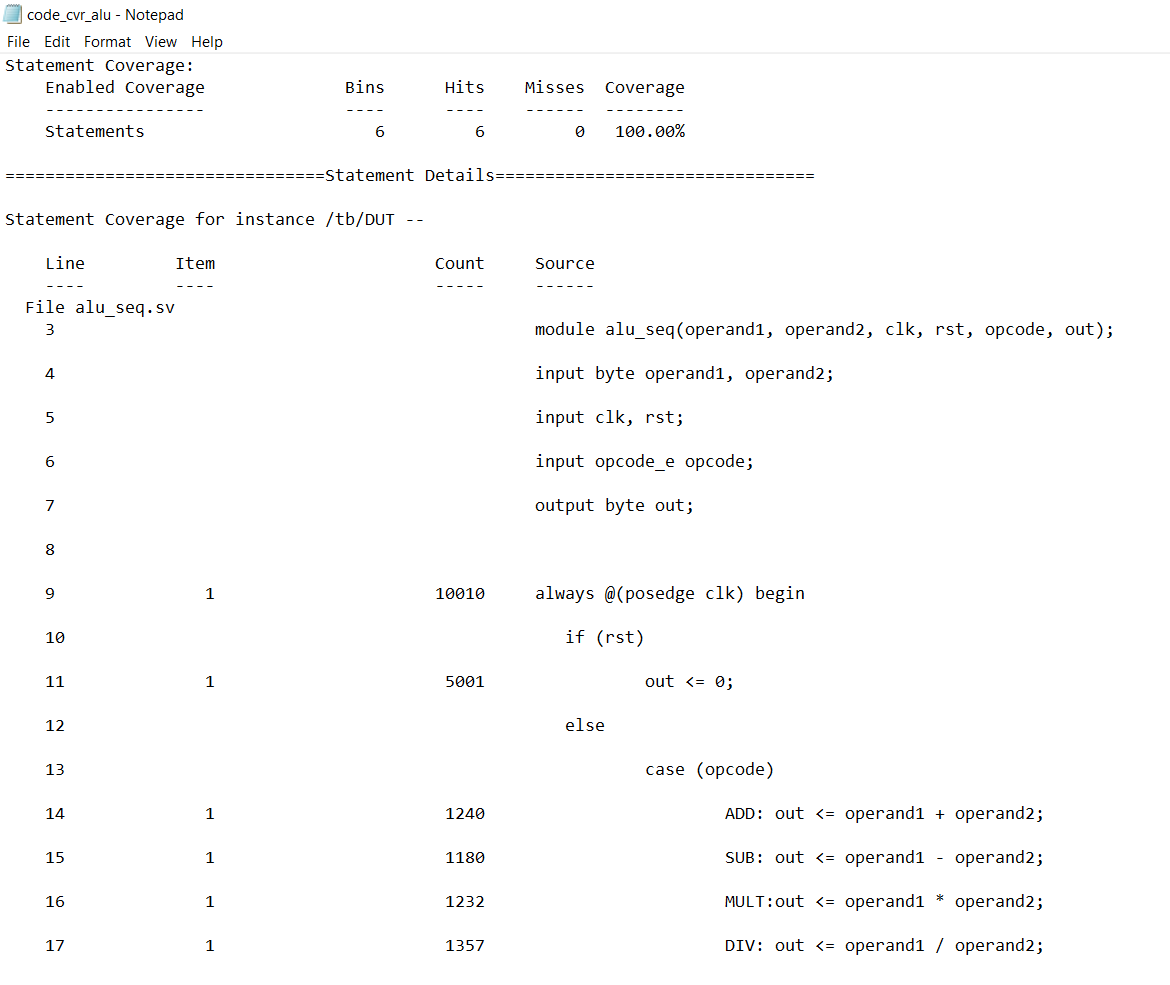 code_cvr_alu - Notepad
File Edit Format View Help
Statement Coverage:
    Enabled Coverage              Bins      Hits    Misses  Coverage
    ----------------              ----      ----    ------  --------
    Statements                       6         6         0   100.00%
================================Statement Details================================
Statement Coverage for instance /tb/DUT --
    Line         Item                      Count     Source
    ----         ----                      -----     ------
  File alu_seq.sv
    3                                                module alu_seq(operand1, operand2, clk, rst, opcode, out);
    4                                                input byte operand1, operand2;
    5                                                input clk, rst;
    6                                                input opcode_e opcode;
    7                                                output byte out;
    8
    9               1                      10010     always @(posedge clk) begin
    10                                                  if (rst)
    11              1                       5001                out <= 0;
    12                                                  else
    13                                                          case (opcode)
    14              1                       1240                        ADD: out <= operand1 + operand2;
    15              1                       1180                        SUB: out <= operand1 - operand2;
    16              1                       1232                        MULT:out <= operand1 * operand2;
    17              1                       1357                        DIV: out <= operand1 / operand2;